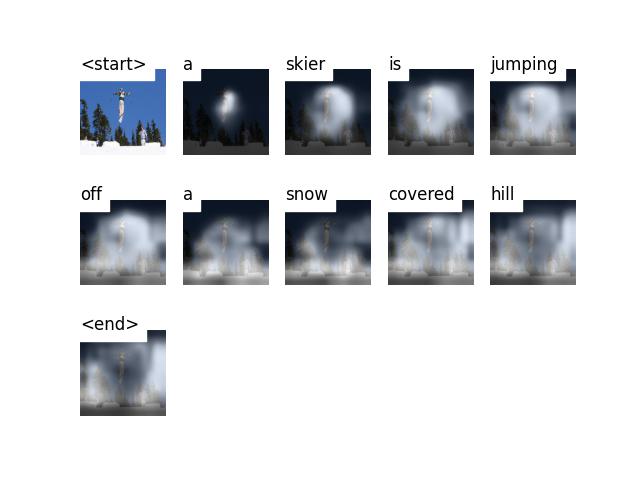 <start> a skier is jumping
off a snow covered hill
<end>